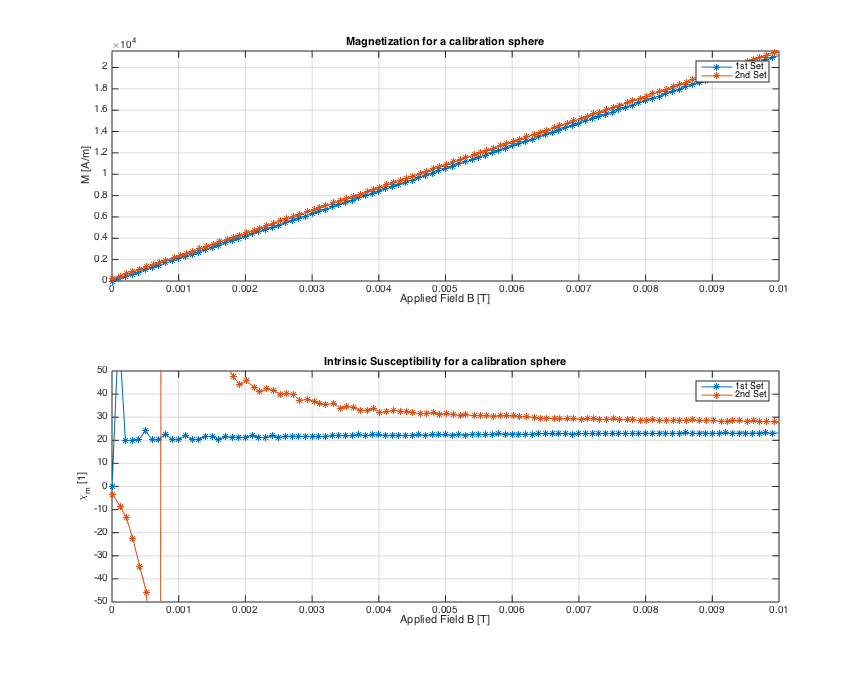 Magnetization for a calibration sphere
×10⁴
M [A/m]
2
1.8
1.6
1.4
1.2
1
0.8
0.6
0.4
0.2
0
1st Set
2nd Set
0 0.001 0.002 0.003 0.004 0.005 0.006 0.007 0.008 0.009 0.01
Applied Field B [T]
Intrinsic Susceptibility for a calibration sphere
χm [1]
50
40
30
20
10
0
-10
-20
-30
-40
-50
1st Set
2nd Set
0 0.001 0.002 0.003 0.004 0.005 0.006 0.007 0.008 0.009 0.01
Applied Field B [T]